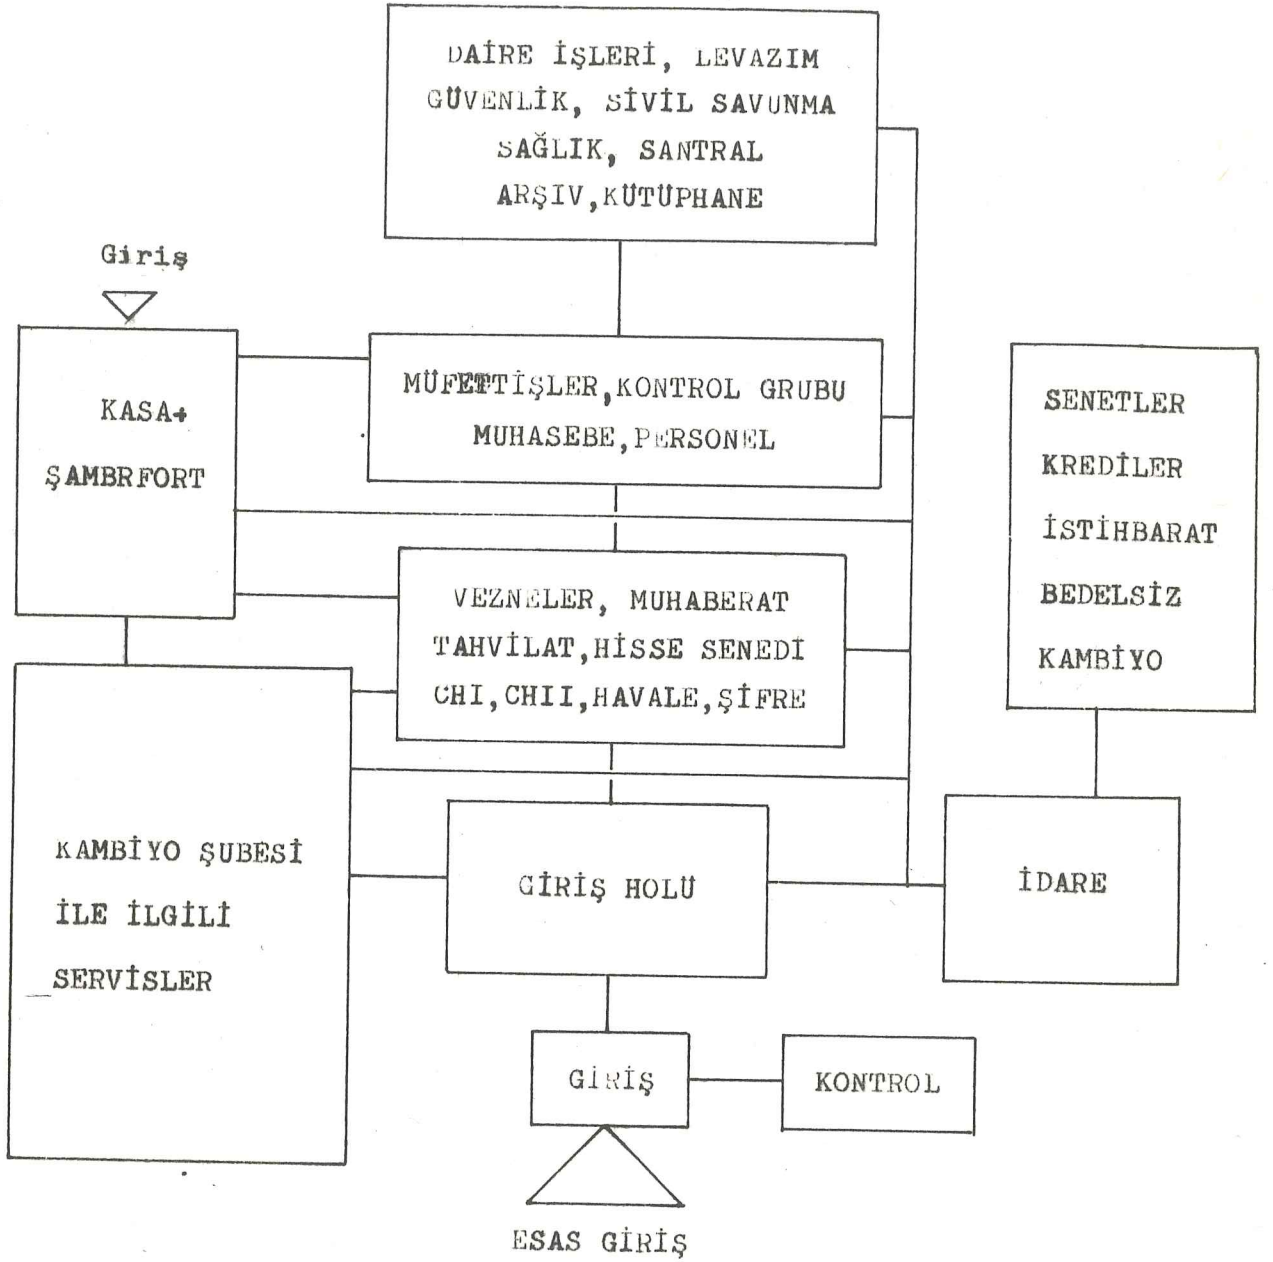 DAİRE İŞLERİ, LEVAZIM
GÜVENLİK, SİVİL SAVUNMA
SAĞLIK, SANTRAL
ARŞIV,KÜTÜPHANE
Giriş
MÜFETTİŞLER,KONTROL GRUBU
MUHASEBE,PERSONEL
KASA+
ŞAMBRFORT
SENETLER
KREDİLER
İSTİHBARAT
BEDELSİZ
KAMBİYO
VEZNELER, MUHABERAT
TAHVİLAT,HİSSE SENEDİ
CHI,CHII,HAVALE,ŞİFRE
KAMBİYO ŞUBESİ
İLE İLGİLİ
SERVİSLER
GİRİŞ HOLÜ
İDARE
GİRİŞ
KONTROL
ESAS GİRİŞ